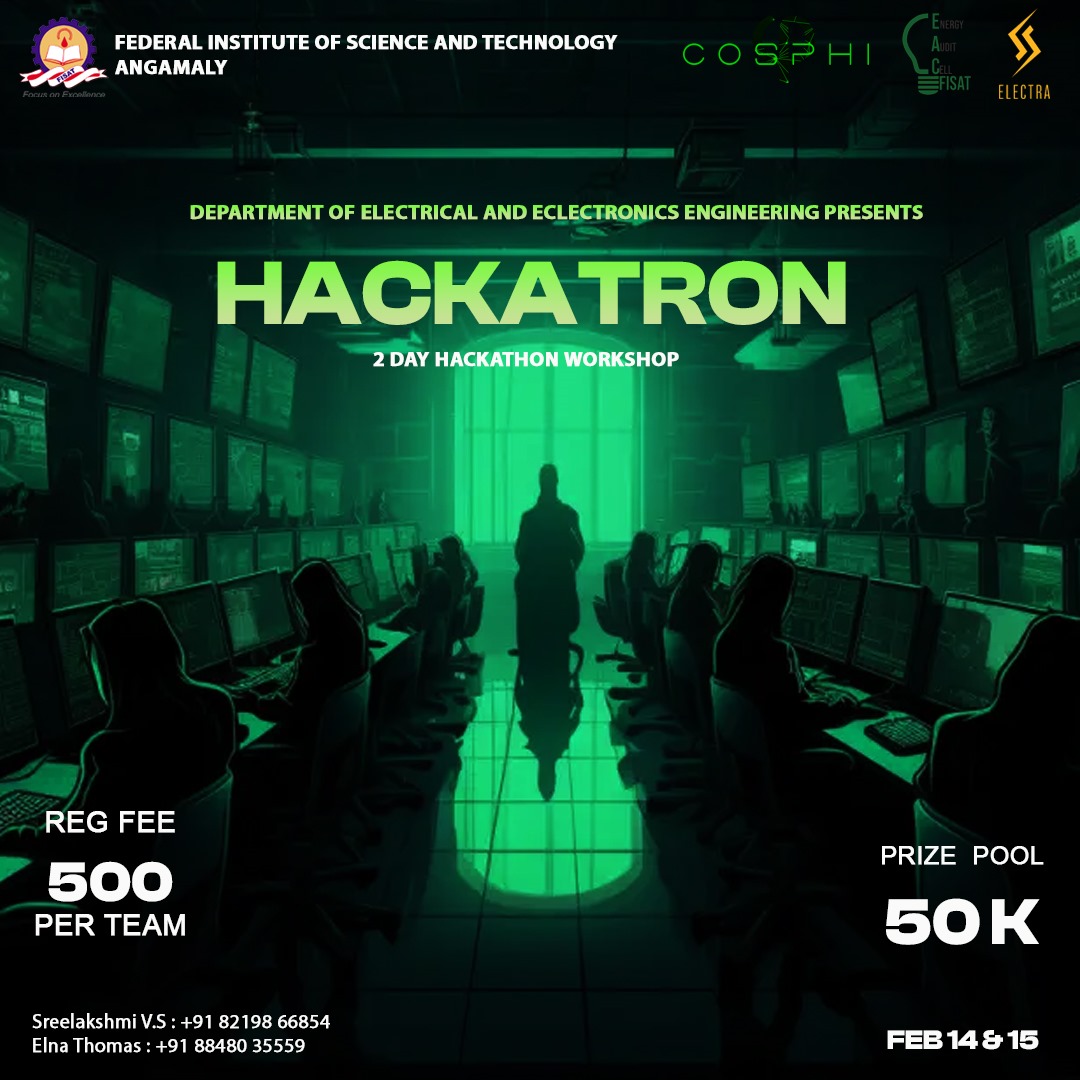 FEDERAL INSTITUTE OF SCIENCE AND TECHNOLOGY
ANGAMALY
FISAT
Focus on Excellence
COSPHI
ENERGY
AUDIT
CELL
FISAT
ELECTRA
DEPARTMENT OF ELECTRICAL AND ECLECTRONICS ENGINEERING PRESENTS
HACKATRON
2 DAY HACKATHON WORKSHOP
REG FEE
500
PER TEAM
PRIZE POOL
50 K
Sreelakshmi V.S : +91 82198 66854
Elna Thomas : +91 88480 35559
FEB 14 & 15